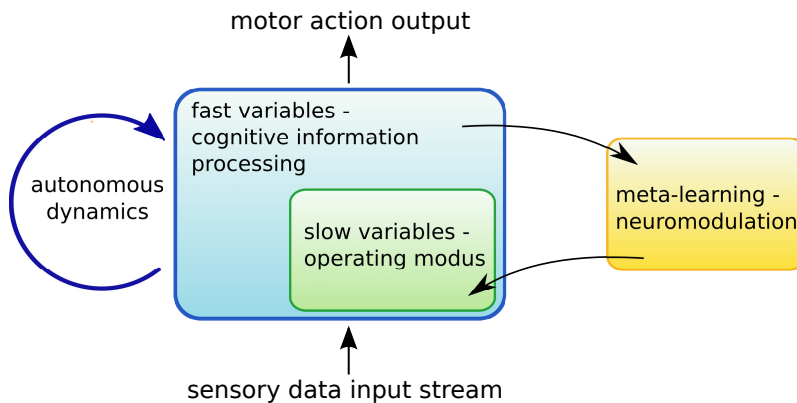 motor action output
fast variables -
cognitive information
processing
autonomous
dynamics
slow variables -
operating modus
meta-learning -
neuromodulation
sensory data input stream